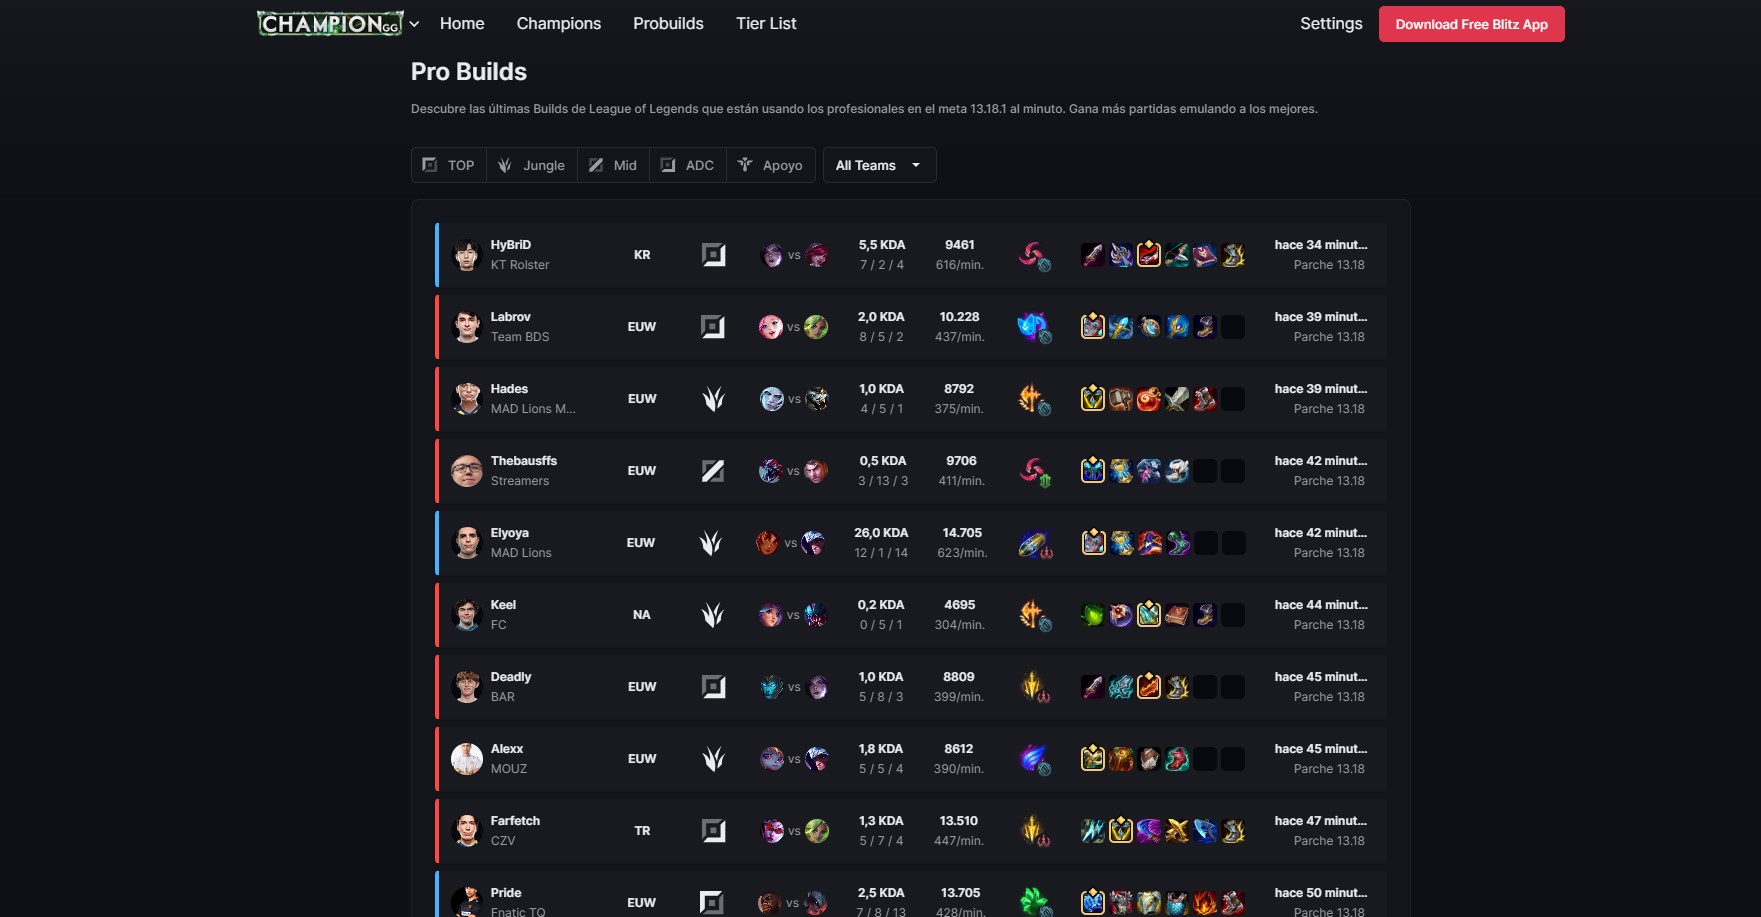 CHAMPIONGG Home Champions Probuilds Tier List Settings Download Free Blitz App
Pro Builds
Descubre las últimas Builds de League of Legends que están usando los profesionales en el meta 13.18.1 al minuto. Gana más partidas emulando a los mejores.
TOP Jungle Mid ADC Apoyo All Teams
HyBriD 5,5 KDA 9461 hace 34 minut...
KR vs
KT Rolster 7 / 2 / 4 616/min. Parche 13.18
Labrov 2,0 KDA 10.228 hace 39 minut...
EUW vs
Team BDS 8 / 5 / 2 437/min. Parche 13.18
Hades 1,0 KDA 8792 hace 39 minut...
EUW vs
MAD Lions M... 4 / 5 / 1 375/min. Parche 13.18
Thebausffs 0,5 KDA 9706 hace 42 minut...
EUW vs
Streamers 3 / 13 / 3 411/min. Parche 13.18
Elyoya 26,0 KDA 14.705 hace 42 minut...
EUW vs
MAD Lions 12 / 1 / 14 623/min. Parche 13.18
Keel 0,2 KDA 4695 hace 44 minut...
NA vs
FC 0 / 5 / 1 304/min. Parche 13.18
Deadly 1,0 KDA 8809 hace 45 minut...
EUW vs
BAR 5 / 8 / 3 399/min. Parche 13.18
Alexx 1,8 KDA 8612 hace 45 minut...
EUW vs
MOUZ 5 / 5 / 4 390/min. Parche 13.18
Farfetch 1,3 KDA 13.510 hace 47 minut...
TR vs
CZV 5 / 7 / 4 447/min. Parche 13.18
Pride 2,5 KDA 13.705 hace 50 minut...
EUW vs
Fnatic TQ 7 / 8 / 13 428/min. Parche 13.18